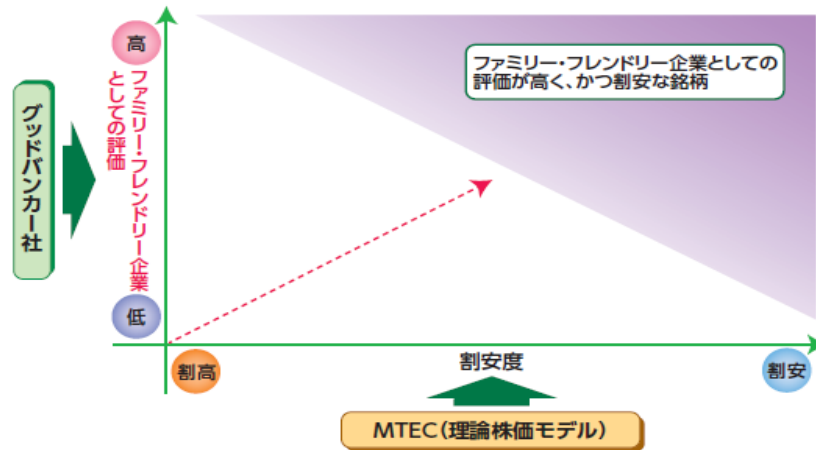 グッドバンカー社
高
ファミリー・フレンドリー企業
としての評価
低
ファミリー・フレンドリー企業としての
評価が高く、かつ割安な銘柄
割高
割安度
割安
MTEC(理論株価モデル)